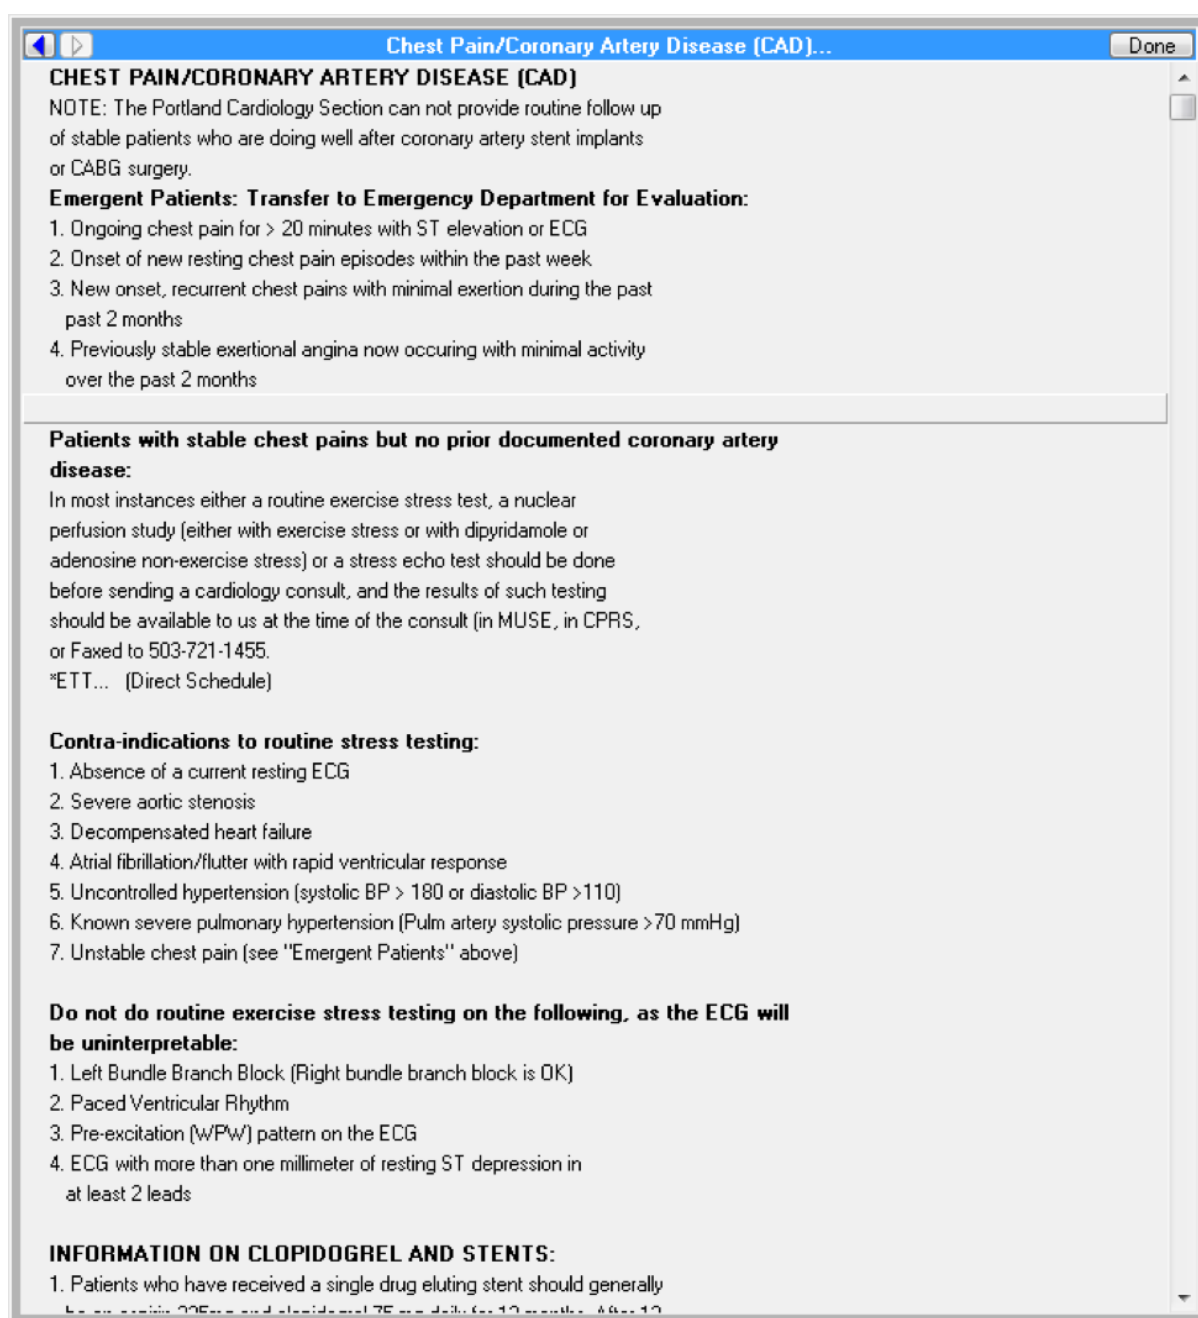 Chest Pain/Coronary Artery Disease (CAD)...
Done
CHEST PAIN/CORONARY ARTERY DISEASE (CAD)
NOTE: The Portland Cardiology Section can not provide routine follow up
of stable patients who are doing well after coronary artery stent implants
or CABG surgery.
Emergent Patients: Transfer to Emergency Department for Evaluation:
1. Ongoing chest pain for > 20 minutes with ST elevation or ECG
2. Onset of new resting chest pain episodes within the past week
3. New onset, recurrent chest pains with minimal exertion during the past
past 2 months
4. Previously stable exertional angina now occuring with minimal activity
over the past 2 months
Patients with stable chest pains but no prior documented coronary artery
disease:
In most instances either a routine exercise stress test, a nuclear
perfusion study (either with exercise stress or with dipyridamole or
adenosine non-exercise stress) or a stress echo test should be done
before sending a cardiology consult, and the results of such testing
should be available to us at the time of the consult (in MUSE, in CPRS,
or Faxed to 503-721-1455.
*ETT... (Direct Schedule)
Contra-indications to routine stress testing:
1. Absence of a current resting ECG
2. Severe aortic stenosis
3. Decompensated heart failure
4. Atrial fibrillation/flutter with rapid ventricular response
5. Uncontrolled hypertension (systolic BP > 180 or diastolic BP >110)
6. Known severe pulmonary hypertension (Pulm artery systolic pressure >70 mmHg)
7. Unstable chest pain (see "Emergent Patients" above)
Do not do routine exercise stress testing on the following, as the ECG will
be uninterpretable:
1. Left Bundle Branch Block (Right bundle branch block is OK)
2. Paced Ventricular Rhythm
3. Pre-excitation (WPW) pattern on the ECG
4. ECG with more than one millimeter of resting ST depression in
at least 2 leads
INFORMATION ON CLOPIDOGREL AND STENTS:
1. Patients who have received a single drug eluting stent should generally